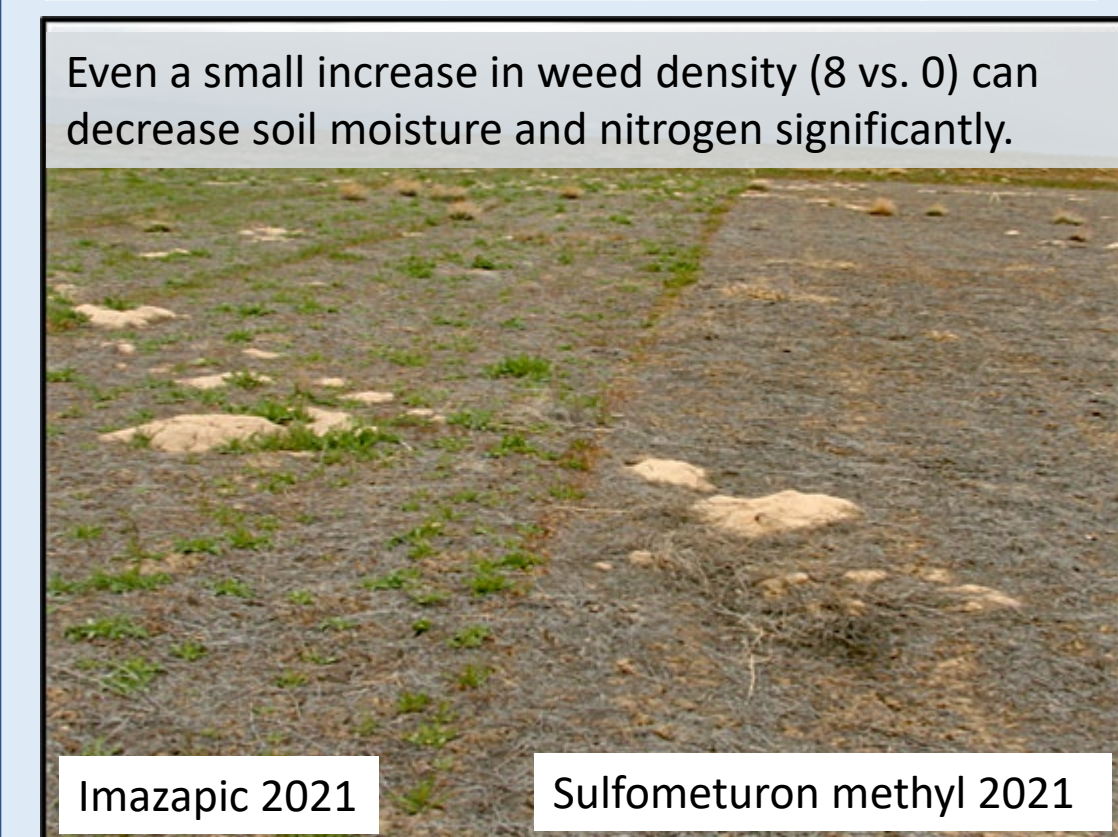 Even a small increase in weed density (8 vs. 0) can
decrease soil moisture and nitrogen significantly.
Imazapic 2021
Sulfometuron methyl 2021